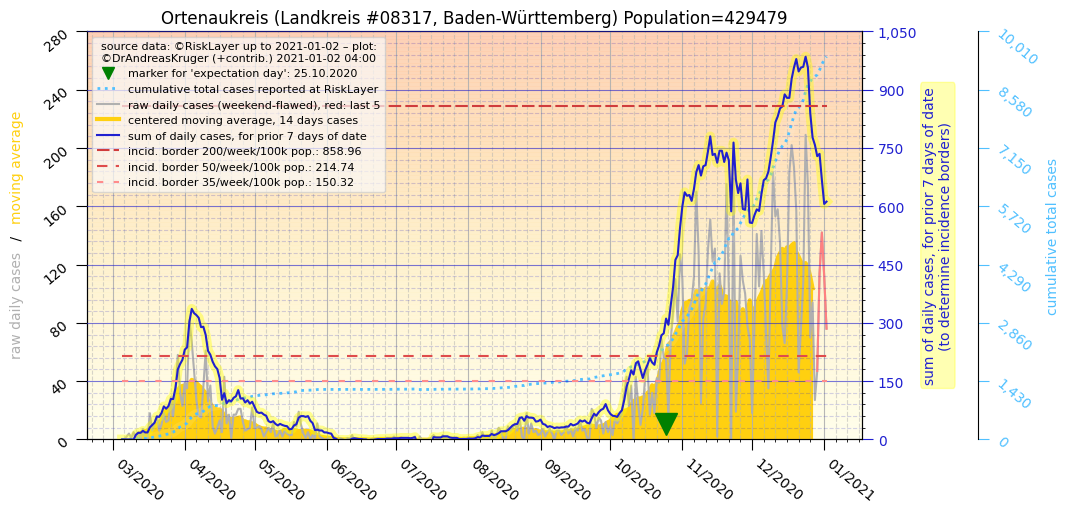 Ortenaukreis (Landkreis #08317, Baden-Württemberg) Population=429479
source data: ©RiskLayer up to 2021-01-02 – plot:
©DrAndreasKruger (+contrib.) 2021-01-02 04:00
marker for 'expectation day': 25.10.2020
cumulative total cases reported at RiskLayer
raw daily cases (weekend-flawed), red: last 5
centered moving average, 14 days cases
sum of daily cases, for prior 7 days of date
incid. border 200/week/100k pop.: 858.96
incid. border 50/week/100k pop.: 214.74
incid. border 35/week/100k pop.: 150.32
raw daily cases / moving average
280
240
200
160
120
80
40
0
03/2020
04/2020
05/2020
06/2020
07/2020
08/2020
09/2020
10/2020
11/2020
12/2020
01/2021
1,050
900
750
600
450
300
150
0
sum of daily cases, for prior 7 days of date
(to determine incidence borders)
10,010
8,580
7,150
5,720
4,290
2,860
1,430
0
cumulative total cases